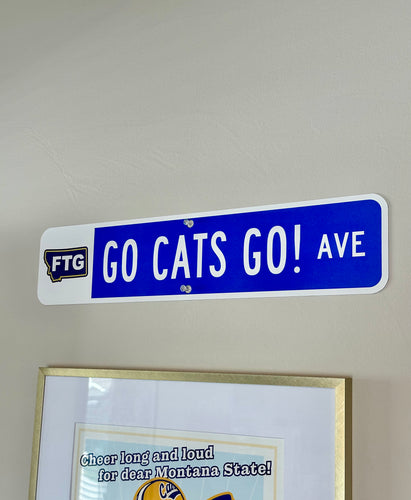 FTG GO CATS GO! AVE
Cheer long and loud
for dear Montana State!